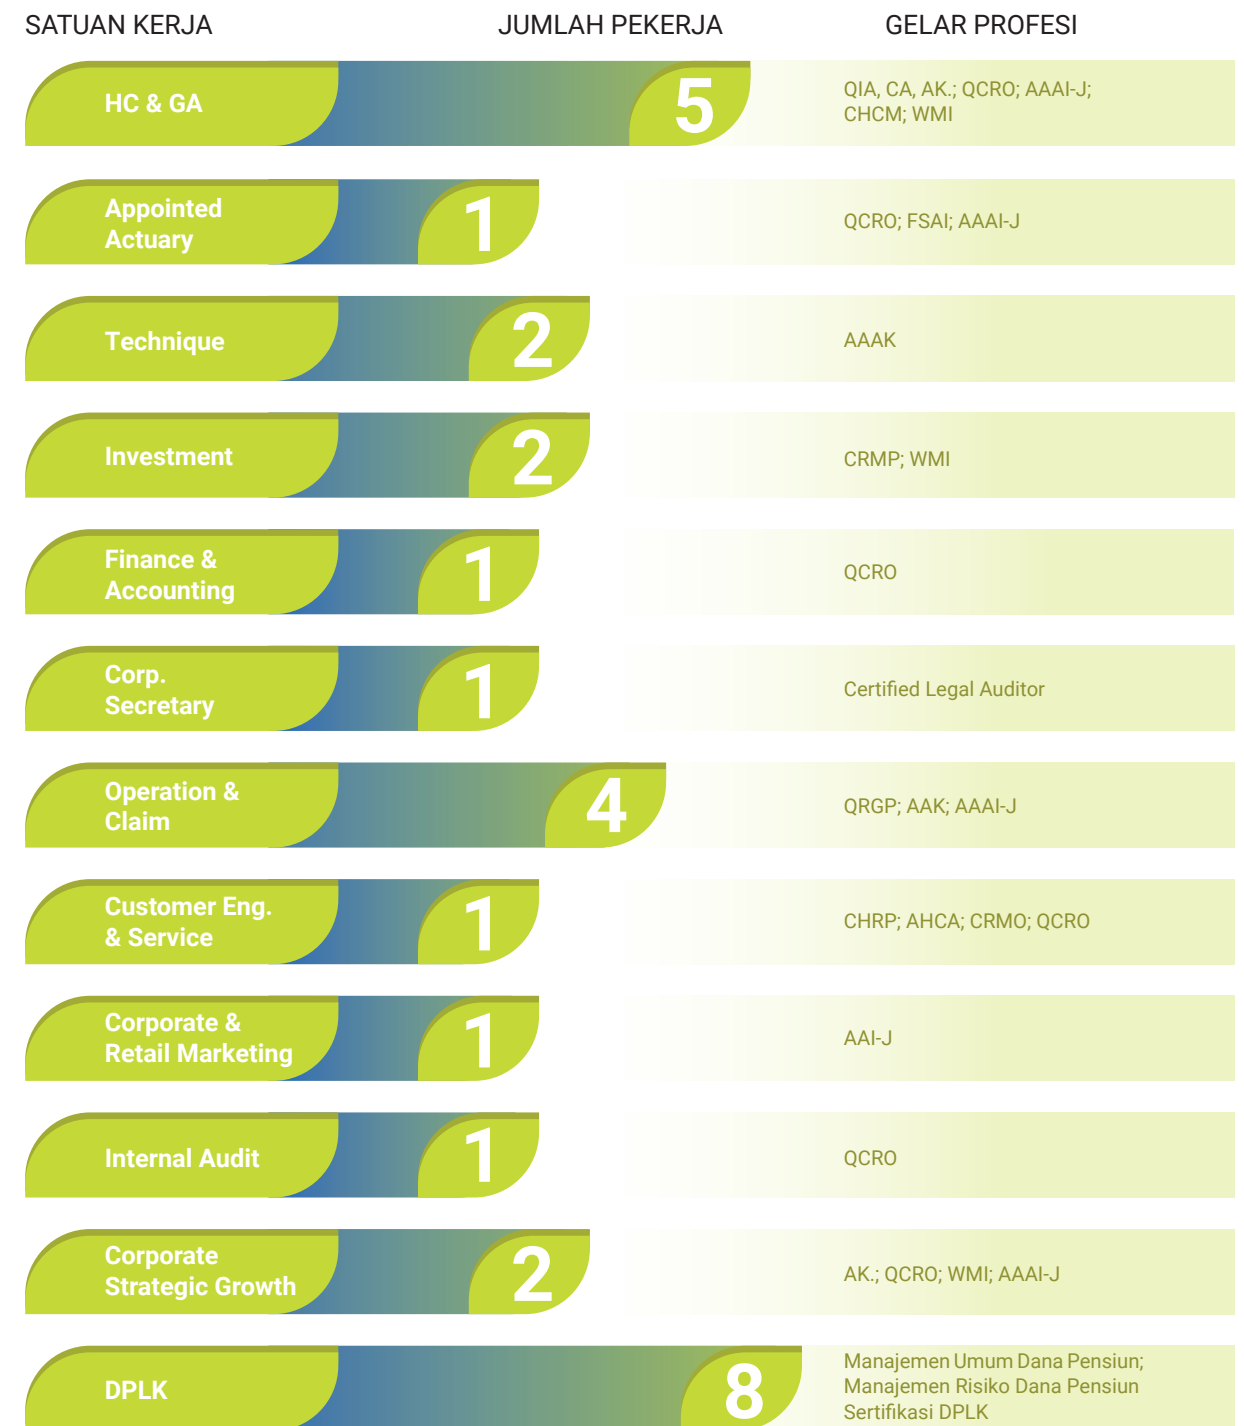 SATUAN KERJA JUMLAH PEKERJA GELAR PROFESI
HC & GA 5 QIA, CA, AK.; QCRO; AAAI-J;
CHCM; WMI
Appointed
Actuary 1 QCRO; FSAI; AAAI-J
Technique 2 AAAK
Investment 2 CRMP; WMI
Finance &
Accounting 1 QCRO
Corp.
Secretary 1 Certified Legal Auditor
Operation &
Claim 4 QRGP; AAK; AAAI-J
Customer Eng.
& Service 1 CHRP; AHCA; CRMO; QCRO
Corporate &
Retail Marketing 1 AAI-J
Internal Audit 1 QCRO
Corporate
Strategic Growth 2 AK.; QCRO; WMI; AAAI-J
DPLK 8 Manajemen Umum Dana Pensiun;
Manajemen Risiko Dana Pensiun
Sertifikasi DPLK